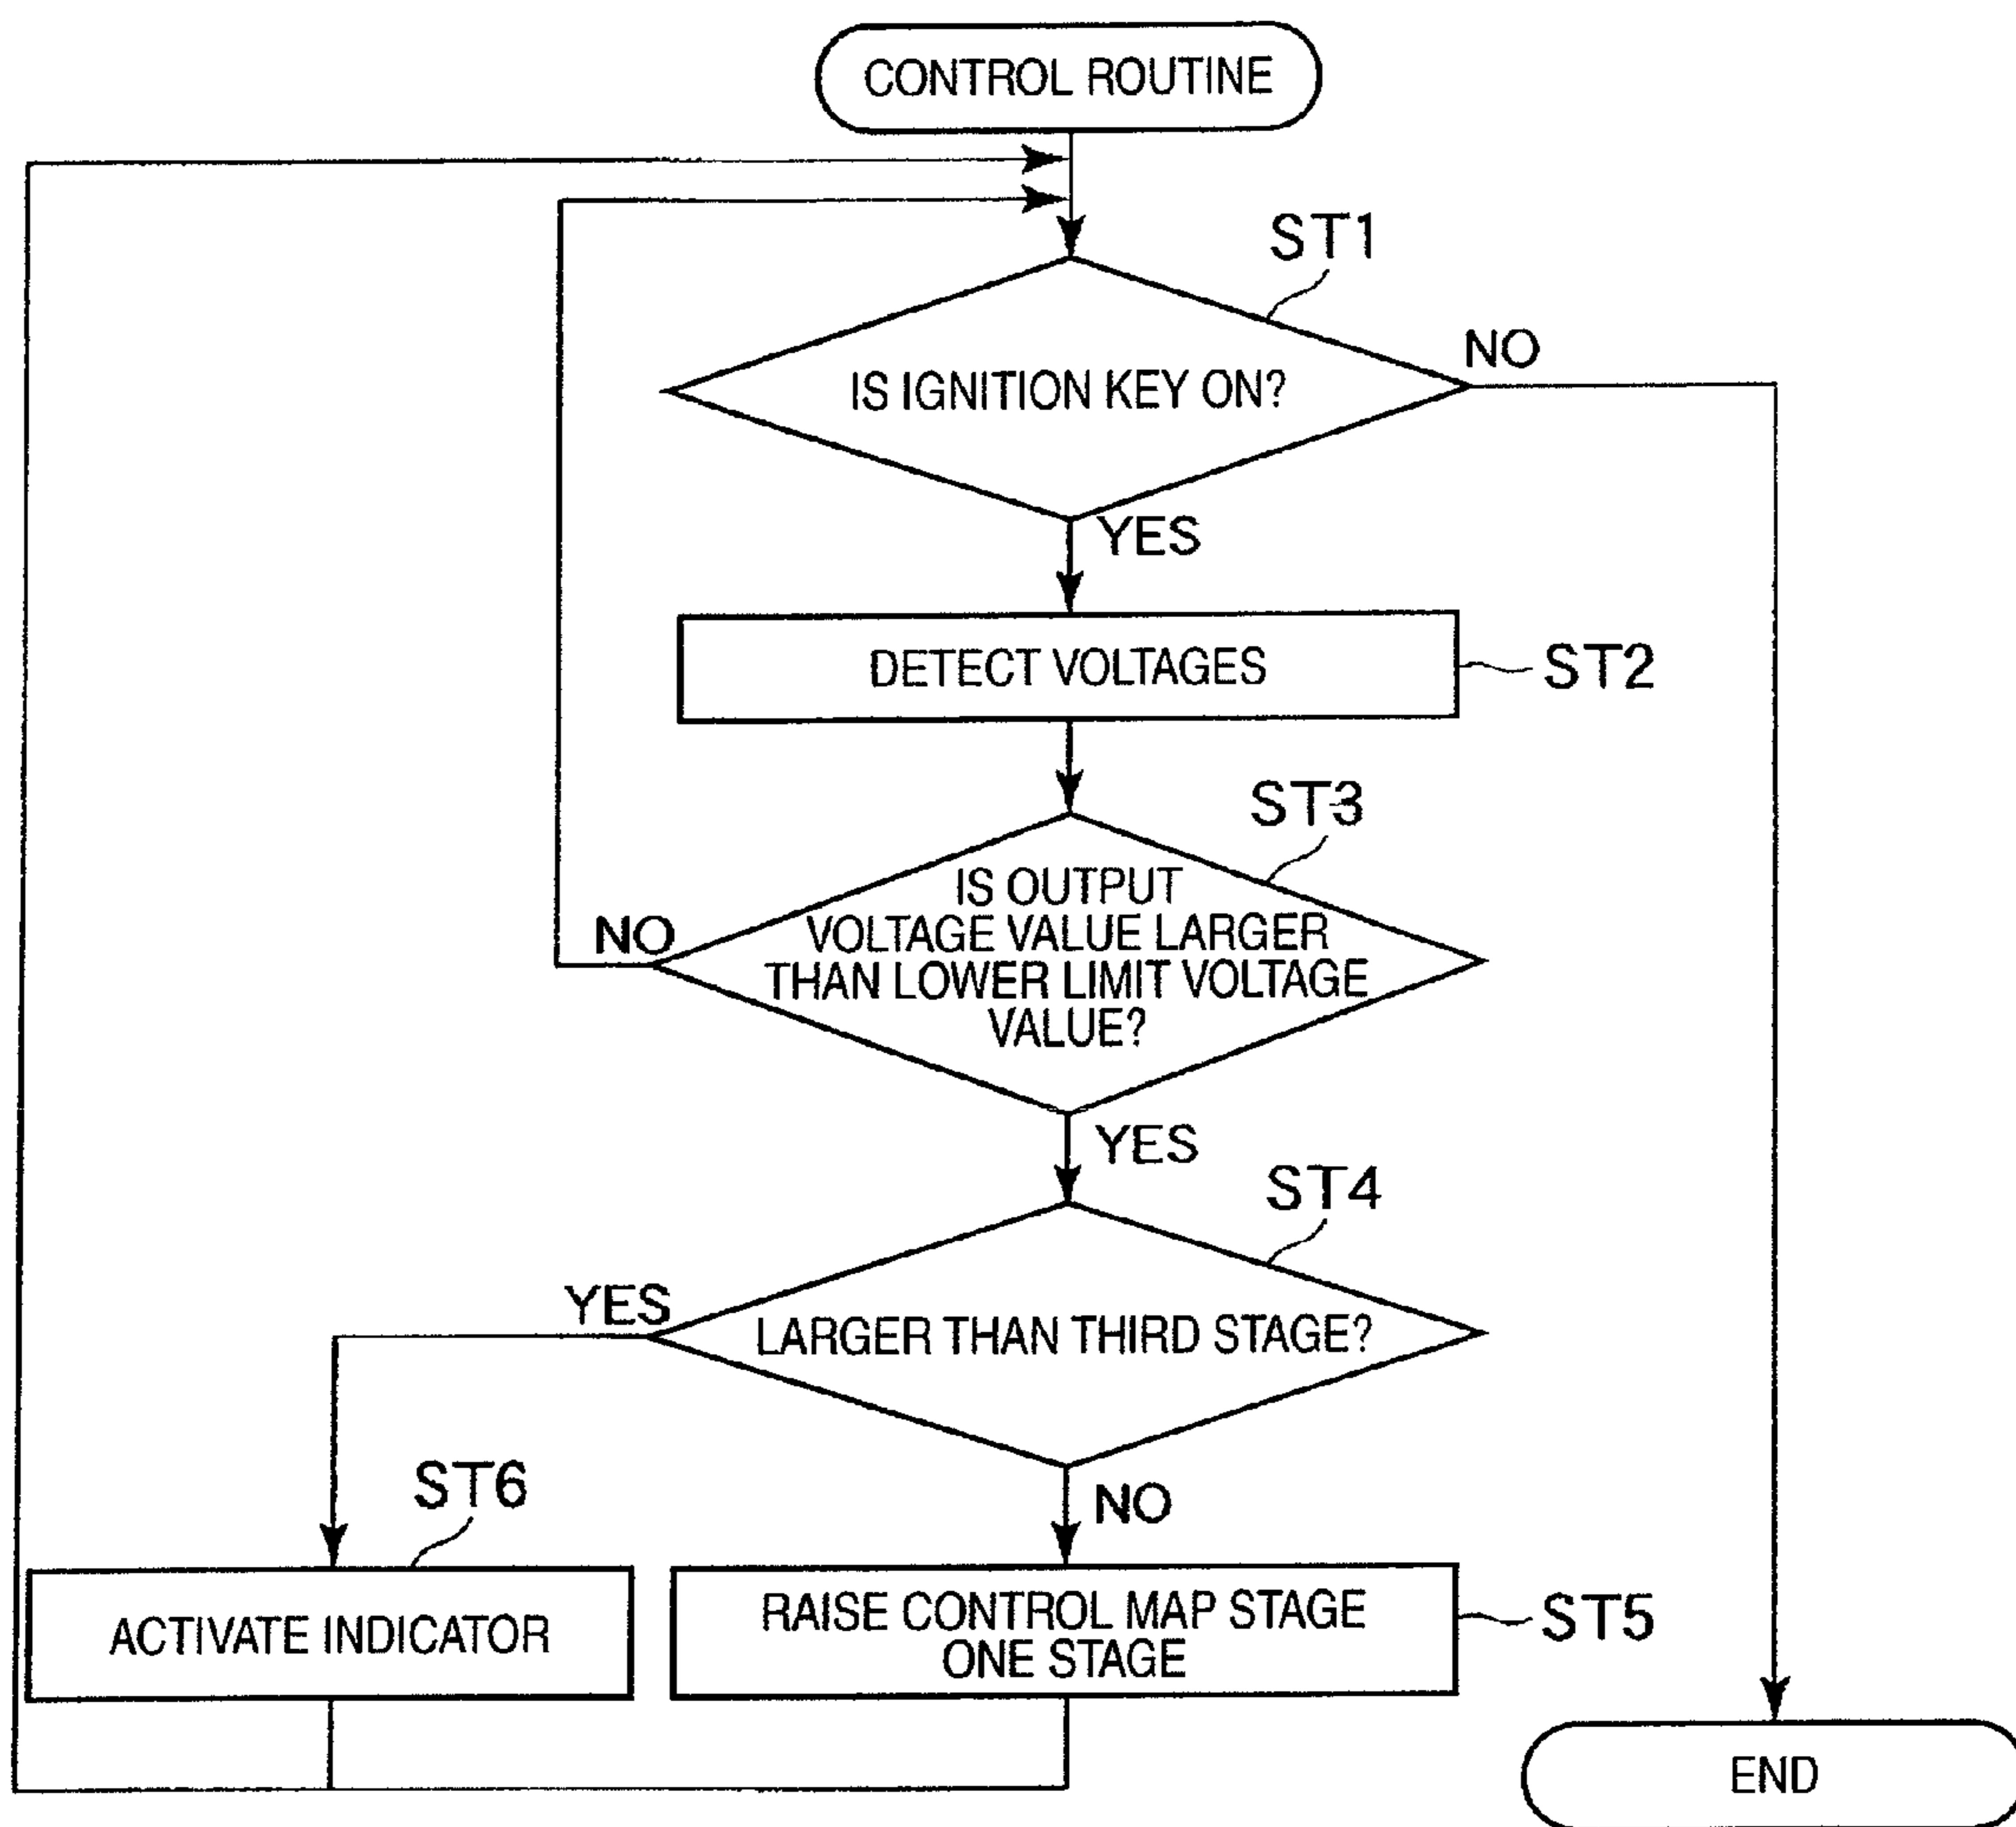 CONTROL ROUTINE
ST1
NO
IS IGNITION KEY ON?
YES
DETECT VOLTAGES
ST2
ST3
IS OUTPUT
VOLTAGE VALUE LARGER
THAN LOWER LIMIT VOLTAGE
VALUE?
NO
YES
ST4
YES
LARGER THAN THIRD STAGE?
NO
ST6
ACTIVATE INDICATOR
RAISE CONTROL MAP STAGE
ONE STAGE
ST5
END